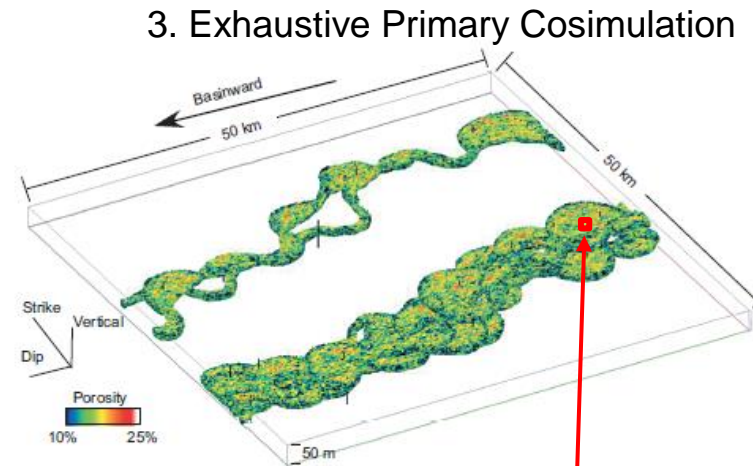 3. Exhaustive Primary Cosimulation
Basinward
50 km
50 km
Strike
Vertical
Dip
Porosity
10% 25%
50 m